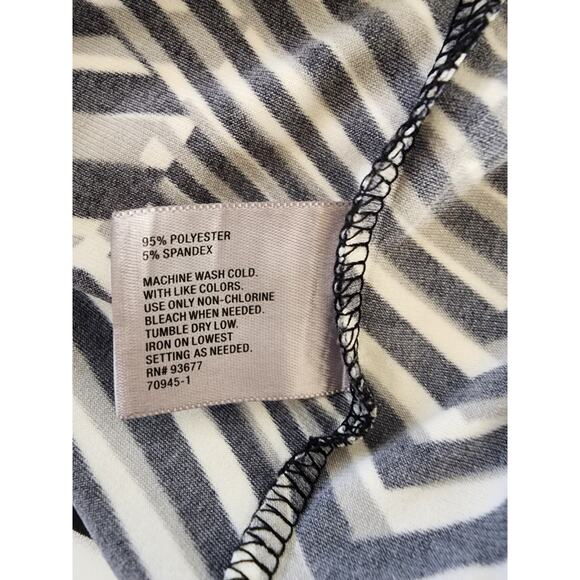 95% POLYESTER
5% SPANDEX
MACHINE WASH COLD.
WITH LIKE COLORS.
USE ONLY NON-CHLORINE
BLEACH WHEN NEEDED.
TUMBLE DRY LOW.
IRON ON LOWEST
SETTING AS NEEDED.
RN# 93677
70945-1